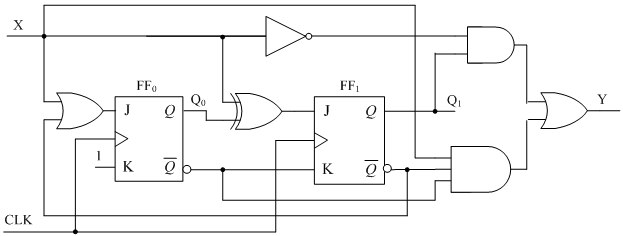 X
FF₀
FF₁
Q₀
Q₁
Y
J
Q
J
Q
1
K
Q̅
K
Q̅
CLK